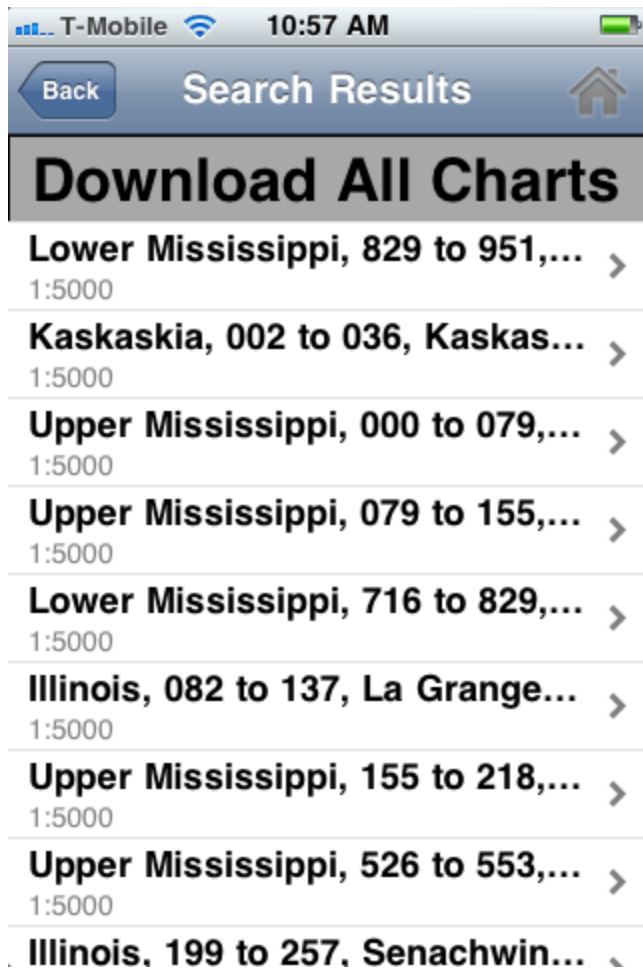 T-Mobile 10:57 AM
Back Search Results
Download All Charts
Lower Mississippi, 829 to 951,...
1:5000
Kaskaskia, 002 to 036, Kaskas...
1:5000
Upper Mississippi, 000 to 079,...
1:5000
Upper Mississippi, 079 to 155,...
1:5000
Lower Mississippi, 716 to 829,...
1:5000
Illinois, 082 to 137, La Grange...
1:5000
Upper Mississippi, 155 to 218,...
1:5000
Upper Mississippi, 526 to 553,...
1:5000
Illinois, 199 to 257, Senachwin...